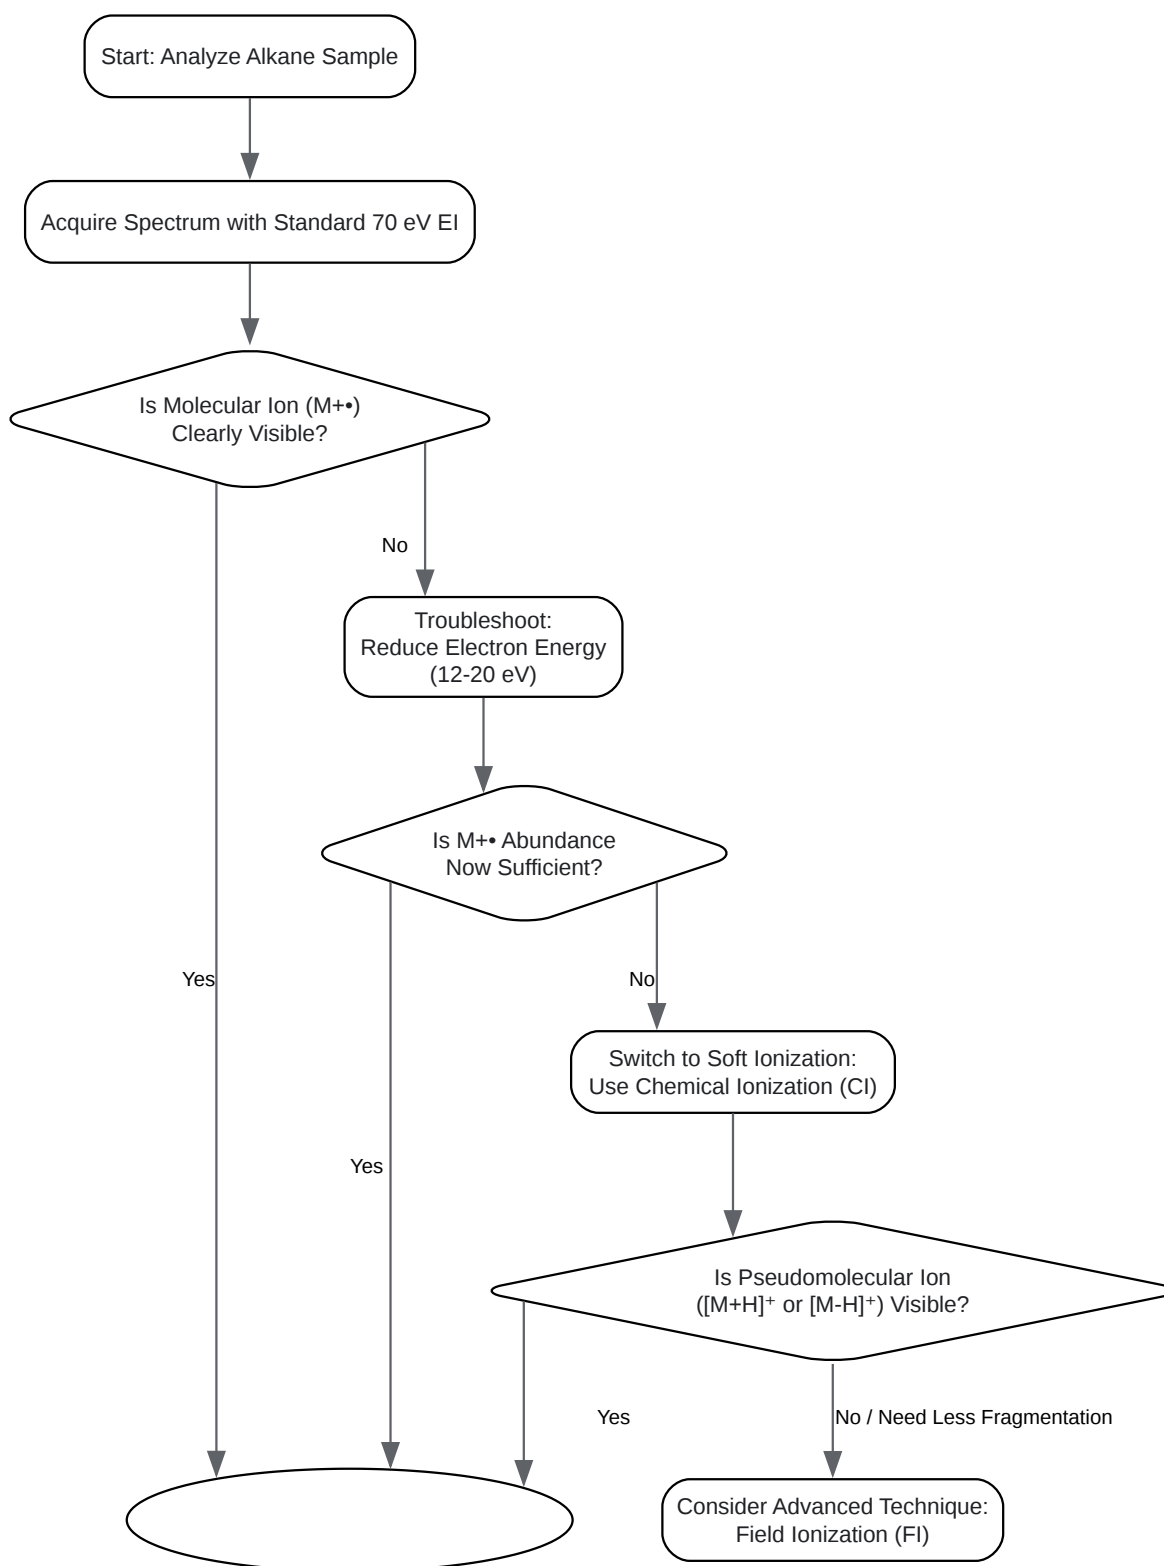 Start: Analyze Alkane Sample
Acquire Spectrum with Standard 70 eV EI
Is Molecular Ion (M+•)
Clearly Visible?
No
Troubleshoot:
Reduce Electron Energy
(12-20 eV)
Is M+• Abundance
Now Sufficient?
Yes
No
Switch to Soft Ionization:
Use Chemical Ionization (CI)
Yes
Is Pseudomolecular Ion
([M+H]⁺ or [M-H]⁺) Visible?
Yes
No / Need Less Fragmentation
Consider Advanced Technique:
Field Ionization (FI)